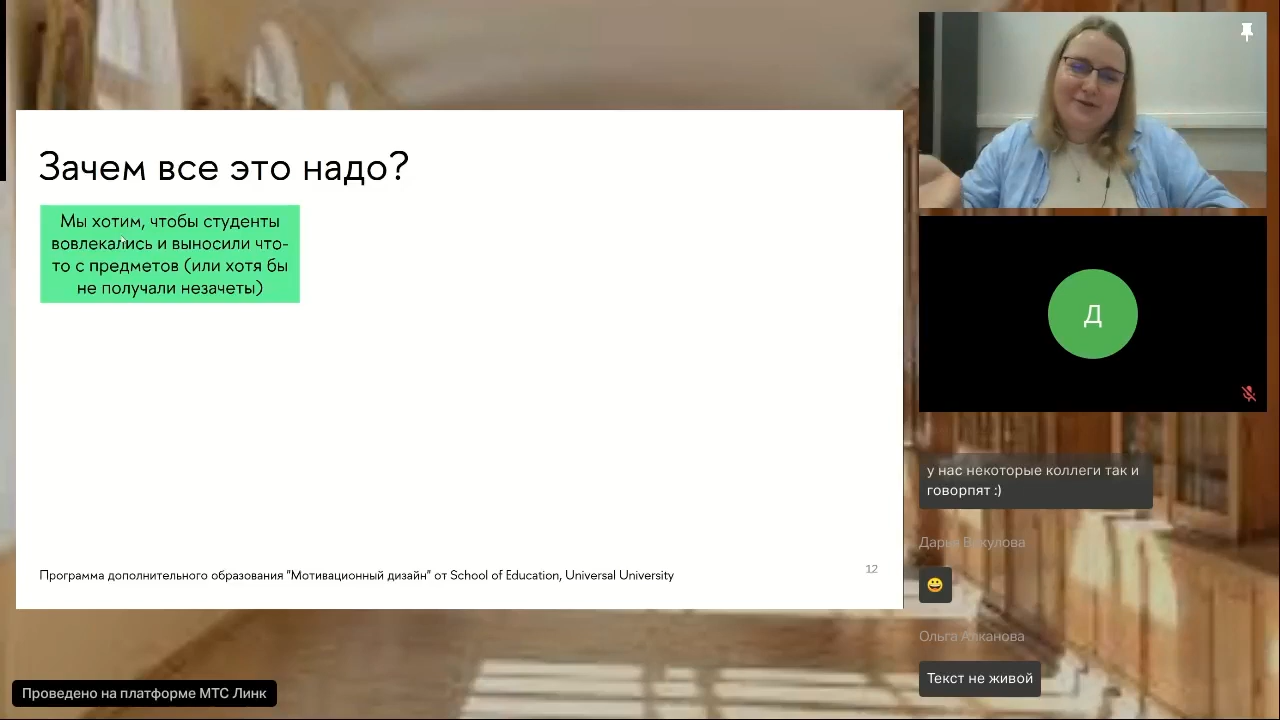 Зачем все это надо?
Мы хотим, чтобы студенты
вовлекались и выносили что-
то с предметов (или хотя бы
не получали незачеты)
Программа дополнительного образования "Мотивационный дизайн" от School of Education, Universal University
12
Д
у нас некоторые коллеги так и
говорпят :)
Дарья Вакулова
😀
Ольга Алканова
Текст не живой
Проведено на платформе МТС Линк